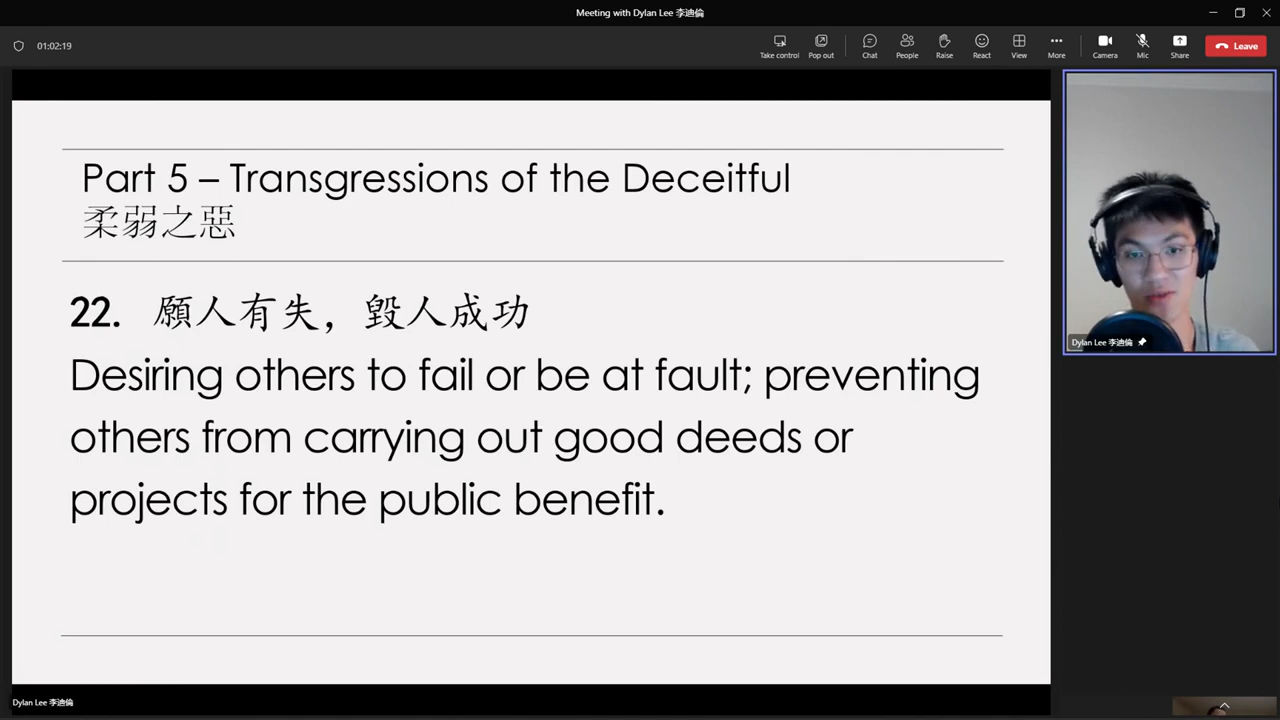 Meeting with Dylan Lee 李迪倫
01:02:19
Take control
Pop out
Chat
People
Raise
React
View
More
Camera
Mic
Share
Leave
Part 5 – Transgressions of the Deceitful
柔弱之惡
22. 願人有失，毀人成功
Desiring others to fail or be at fault; preventing
others from carrying out good deeds or
projects for the public benefit.
Dylan Lee 李迪倫
Dylan Lee 李迪倫